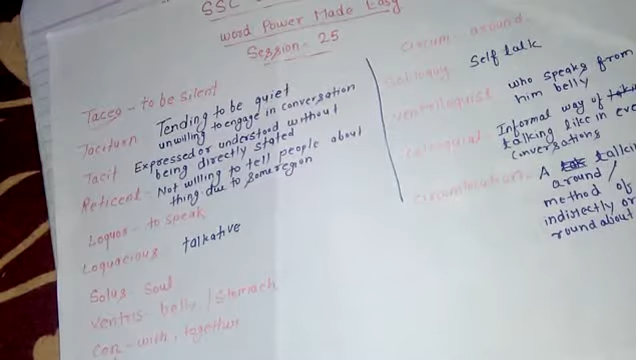 SSC
Word Power Made Easy
Session - 25
Taceo - to be silent
Taciturn Tending to be quiet
unwilling to engage in conversation
Tacit Expressed or understood without
being directly stated
Reticent - Not willing to tell people about
thing due to some region
Loquor - to speak
Loquacious talkative
Solus - Soul
Ventris - belly / Stomach
Con - with, together
Circum - around
Soliloquy Self talk
Ventriloquist who speaks from
him belly
Colloquial Informal way of
talking like in
conversations
Circumlocution - A
around /
method of
indirectly or
round about